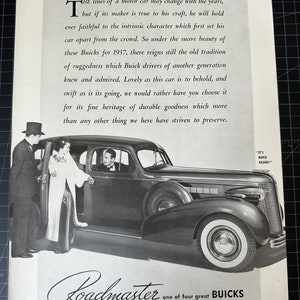 The lines of a motor car may change with the years,
but if its maker is true to his craft, he will hold
ever faithful to the intrinsic character which first set his
car apart from the crowd. So under the suave beauty of
these Buicks for 1937, there reigns still the old tradition
of ruggedness which Buick drivers of another generation
knew and admired. Lovely as this car is to behold, and
swift as is its going, we would rather have you choose it
for its fine heritage of durable goodness which more
than any other thing we here have striven to preserve.
"IT'S
BUICK
AGAIN!"
Roadmaster one of four great BUICKS